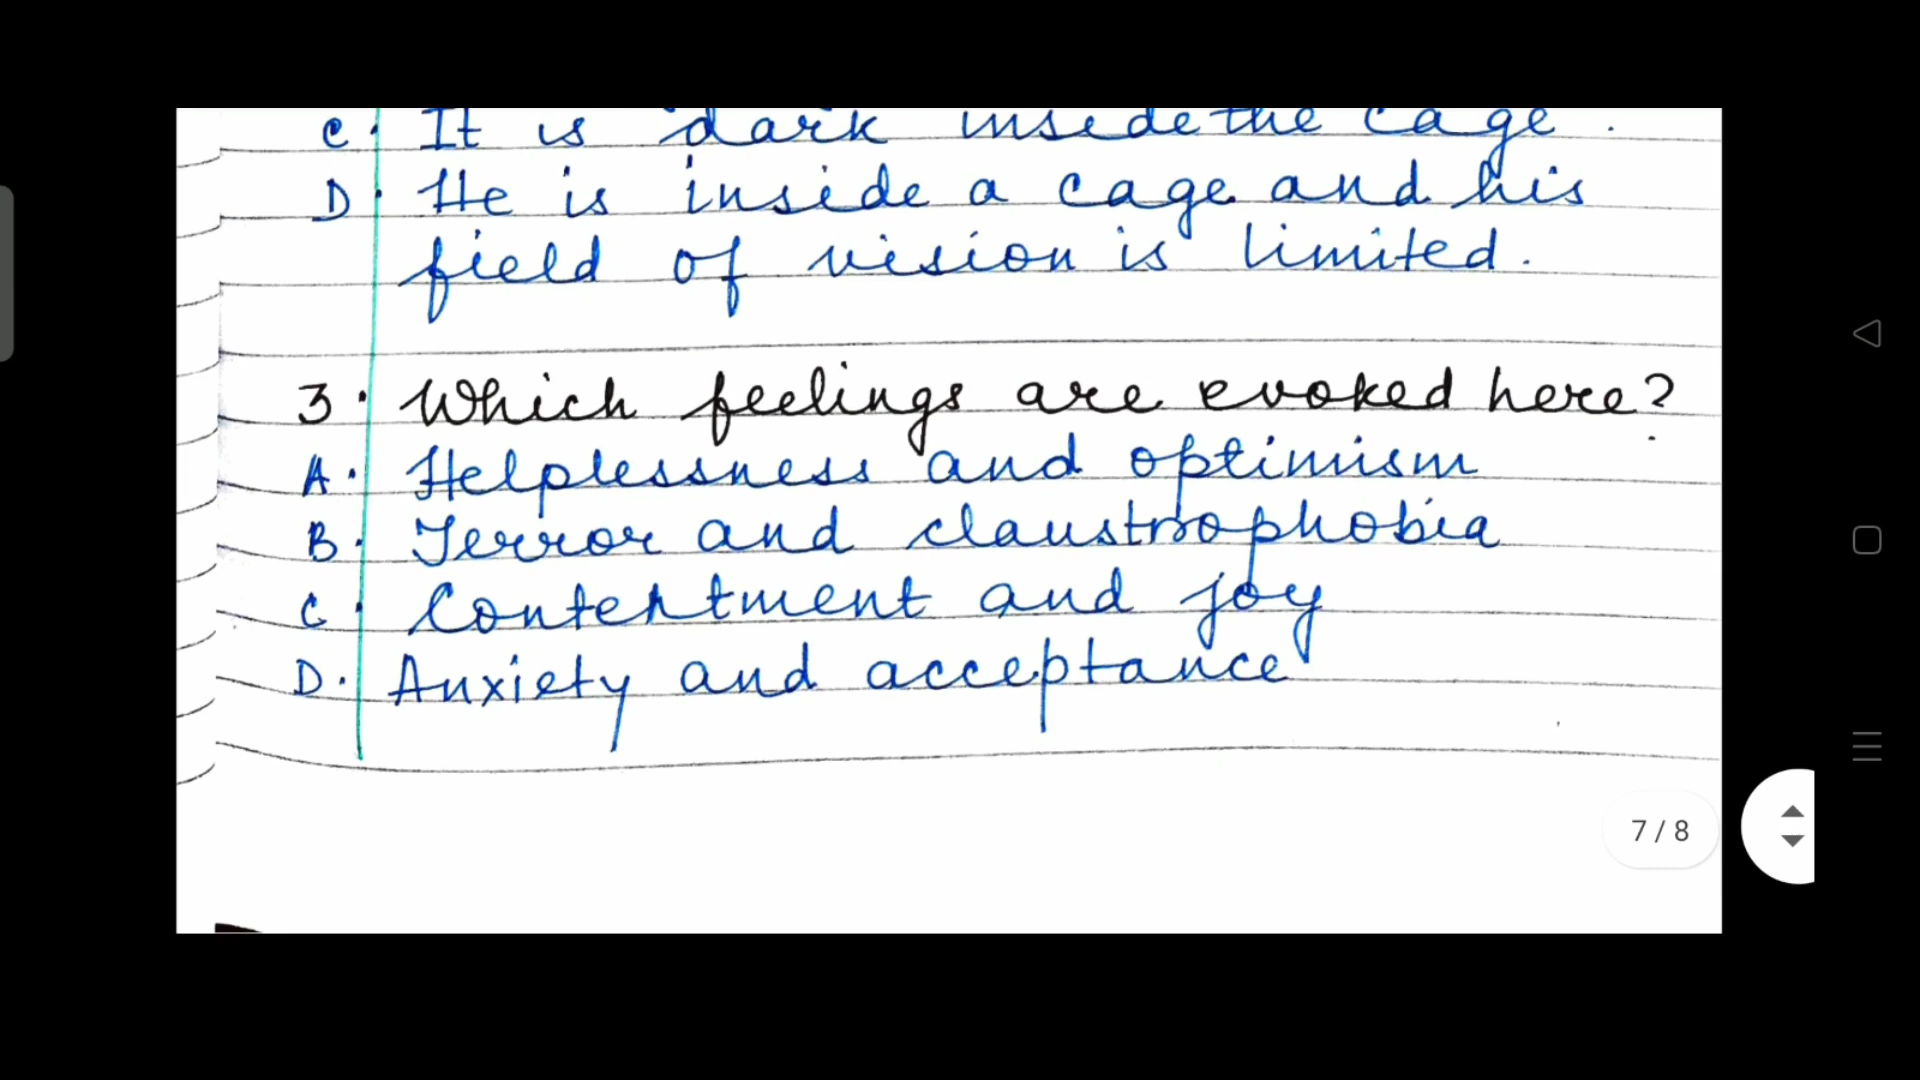 C. It is dark inside the cage.
D. He is inside a cage and his
field of vision is limited.
3. Which feelings are evoked here?
A. Helplessness and optimism
B. Terror and claustrophobia
C. Contentment and joy
D. Anxiety and acceptance
7/8